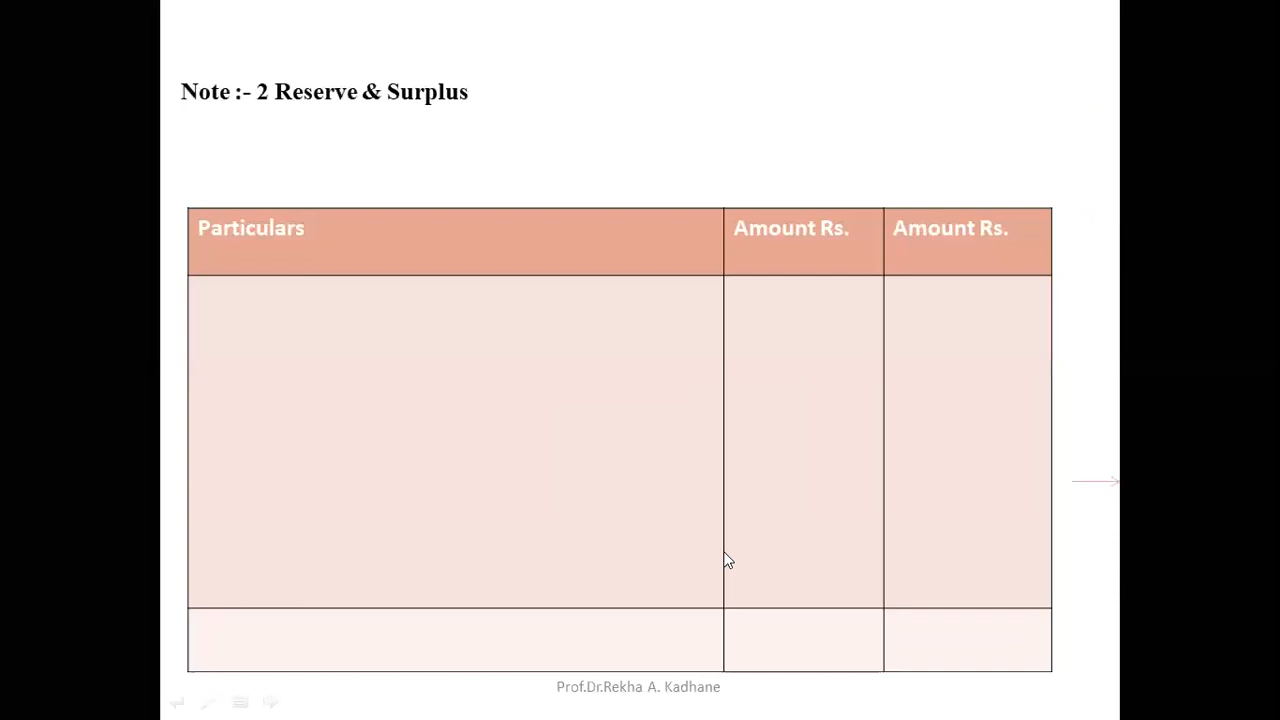 Note :- 2 Reserve & Surplus
Particulars
Amount Rs.
Amount Rs.
Prof.Dr.Rekha A. Kadhane